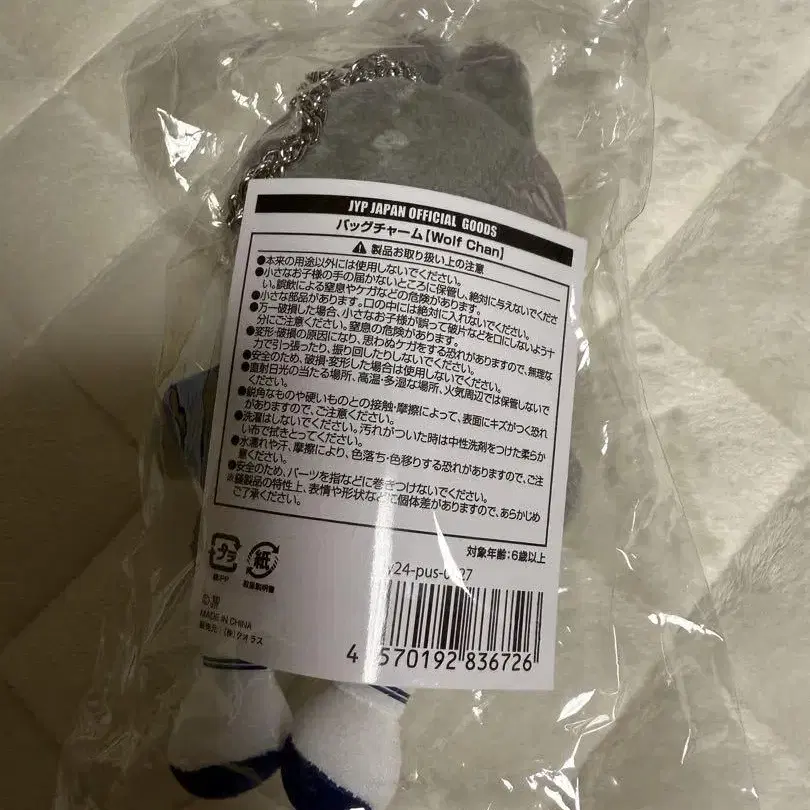 JYP JAPAN OFFICIAL GOODS
バッグチャーム【Wolf Chan】
製品お取り扱い上の注意
●本来の用途以外には使用しないでください。
●小さなお子様の手の届かないところに保管し、絶対に与えないでくださ
い。誤飲による窒息やケガなどの危険があります。
●小さな部品があります。口の中には絶対に入れないでください。
●万一破損した場合、小さなお子様が誤って破片などを口にしないよう十
分にご注意ください。窒息の危険があります。
●変形・破損の原因になり、思わぬケガをする恐れがありますので、無理な
力で引っ張ったり、振り回したりしないでください。
●安全のため、破損・変形した場合は使用しないでください。
●直射日光の当たる場所、高温・多湿な場所、火気周辺では保管しないで
ください。
●鋭角なものや硬いものとの接触・摩擦によって、表面にキズがつく恐れ
がありますので、ご注意ください。
●洗濯はしないでください。汚れがついた時は中性洗剤をつけた柔らか
い布で拭きとってください。
●水濡れや汗、摩擦により、色落ち・色移りする恐れがありますので、ご注
意ください。
●安全のため、パーツを指などに巻きつけないでください。
※縫製品の特性上、表情や形状などに個体差がありますので、あらかじめ
ご了承ください。
対象年齢:6歳以上
プラ
紙
袋:PP
取扱説明書
MADE IN CHINA
販売元:(株)クオラス
4 570192 836726